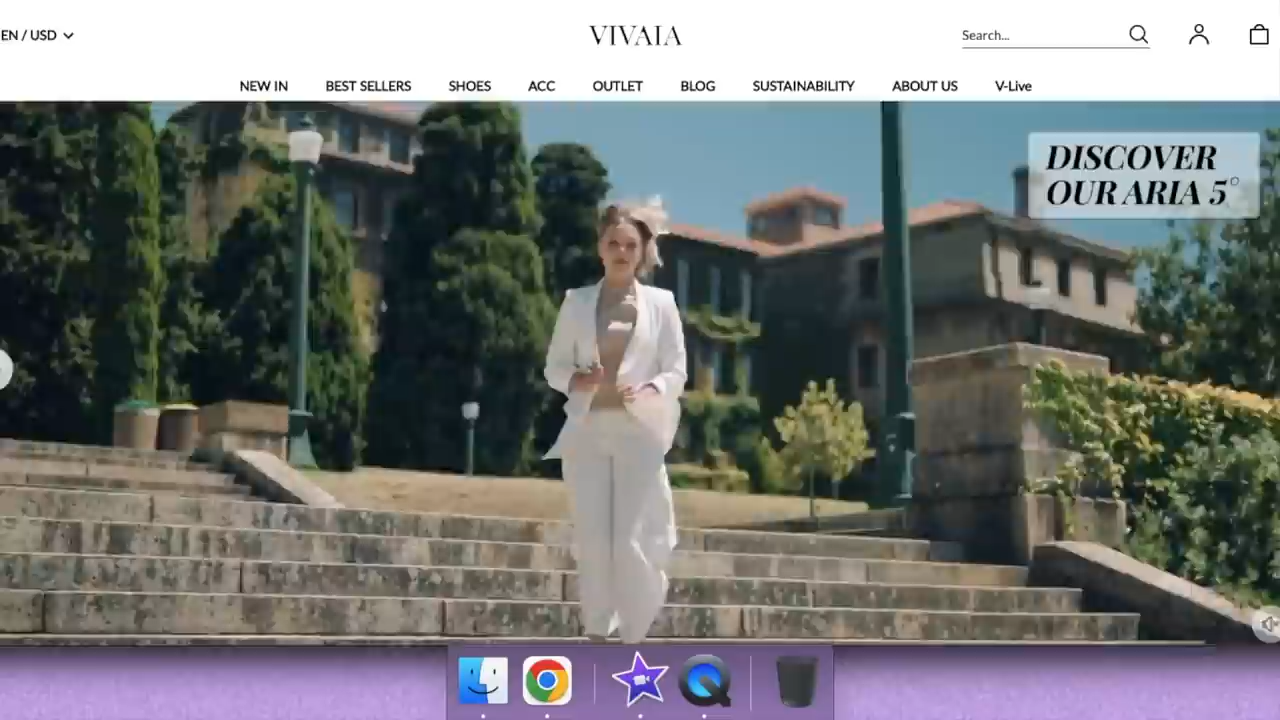 EN / USD
VIVAIA
Search...
NEW IN BEST SELLERS SHOES ACC OUTLET BLOG SUSTAINABILITY ABOUT US V-Live
DISCOVER
OUR ARIA 5°